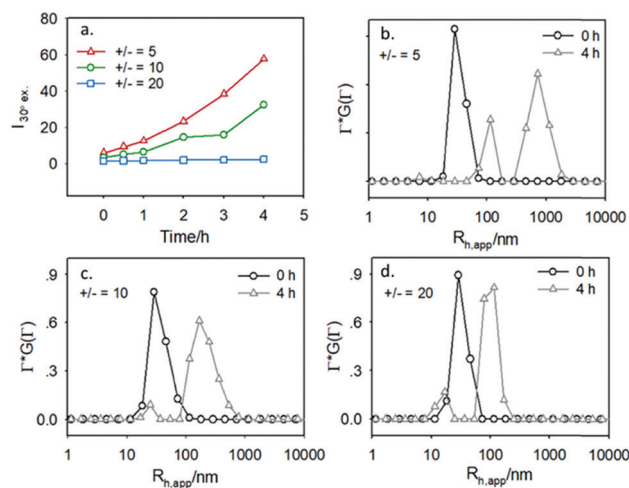 a.
+/- = 5
+/- = 10
+/- = 20
80
60
40
20
0
I 30° ex.
0 1 2 3 4 5
Time/h
b.
+/- = 5
0 h
4 h
Γ*G(Γ)
1 10 100 1000 10000
Rh,app/nm
c.
+/- = 10
0 h
4 h
.9
.6
.3
0.0
Γ*G(Γ)
1 10 100 1000 10000
Rh,app/nm
d.
+/- = 20
0 h
4 h
.9
.6
.3
0.0
Γ*G(Γ)
1 10 100 1000 10000
Rh,app/nm